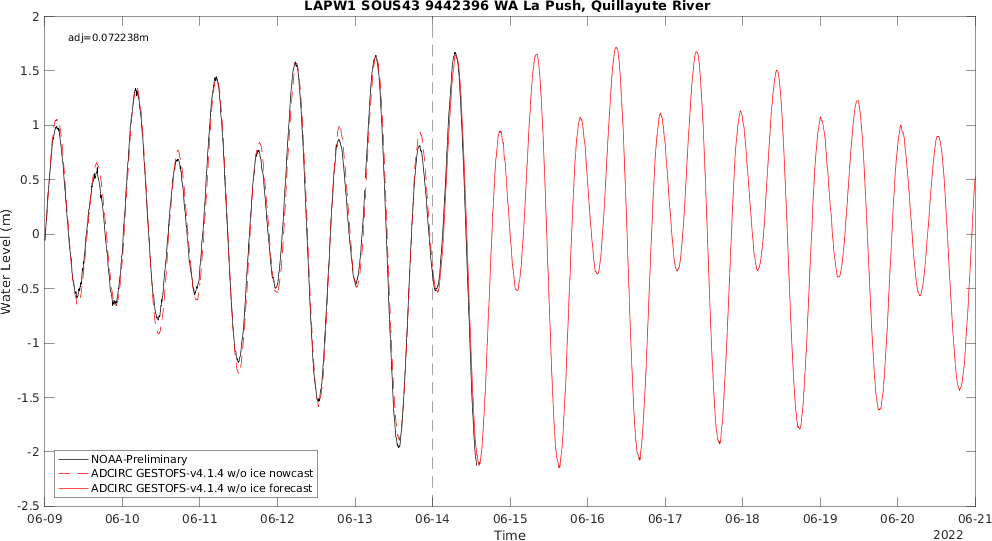 LAPW1 SOUS43 9442396 WA La Push, Quillayute River
adj=0.072238m
2
1.5
1
0.5
0
-0.5
-1
-1.5
-2
-2.5
Water Level (m)
NOAA-Preliminary
ADCIRC GESTOFS-v4.1.4 w/o ice nowcast
ADCIRC GESTOFS-v4.1.4 w/o ice forecast
06-09 06-10 06-11 06-12 06-13 06-14 06-15 06-16 06-17 06-18 06-19 06-20 06-21
Time
2022